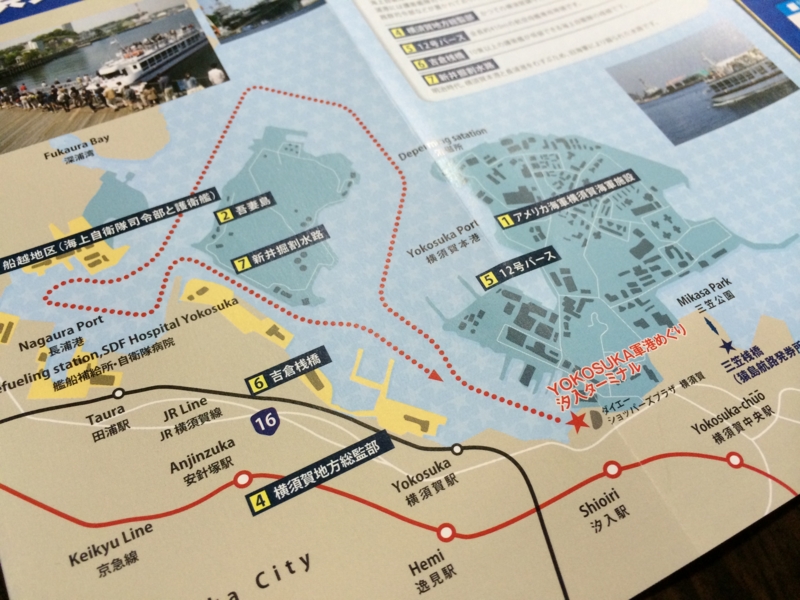 4 横須賀地方総監部
5 12号バース
6 吉倉桟橋
7 新井掘割水路
Fukaura Bay
深浦湾
2 吾妻島
7 新井掘割水路
船越地区(海上自衛隊司令部と護衛艦)
Yokosuka Port
横須賀本港
1 アメリカ海軍横須賀海軍施設
5 12号バース
Mikasa Park
三笠公園
三笠桟橋
YOKOSUKA軍港めぐり
汐入ターミナル
ダイエー
ショッパーズプラザ 横須賀
Nagaura Port
長浦港
efueling station,SDF Hospital Yokosuka
艦船補給所・自衛隊病院
6 吉倉桟橋
Taura
田浦駅
JR Line
JR 横須賀線
16
Anjinzuka
安針塚駅
4 横須賀地方総監部
Yokosuka
横須賀駅
Yokosuka-chūo
横須賀中央駅
Shioiri
汐入駅
Keikyu Line
京急線
Hemi
逸見駅
ka City